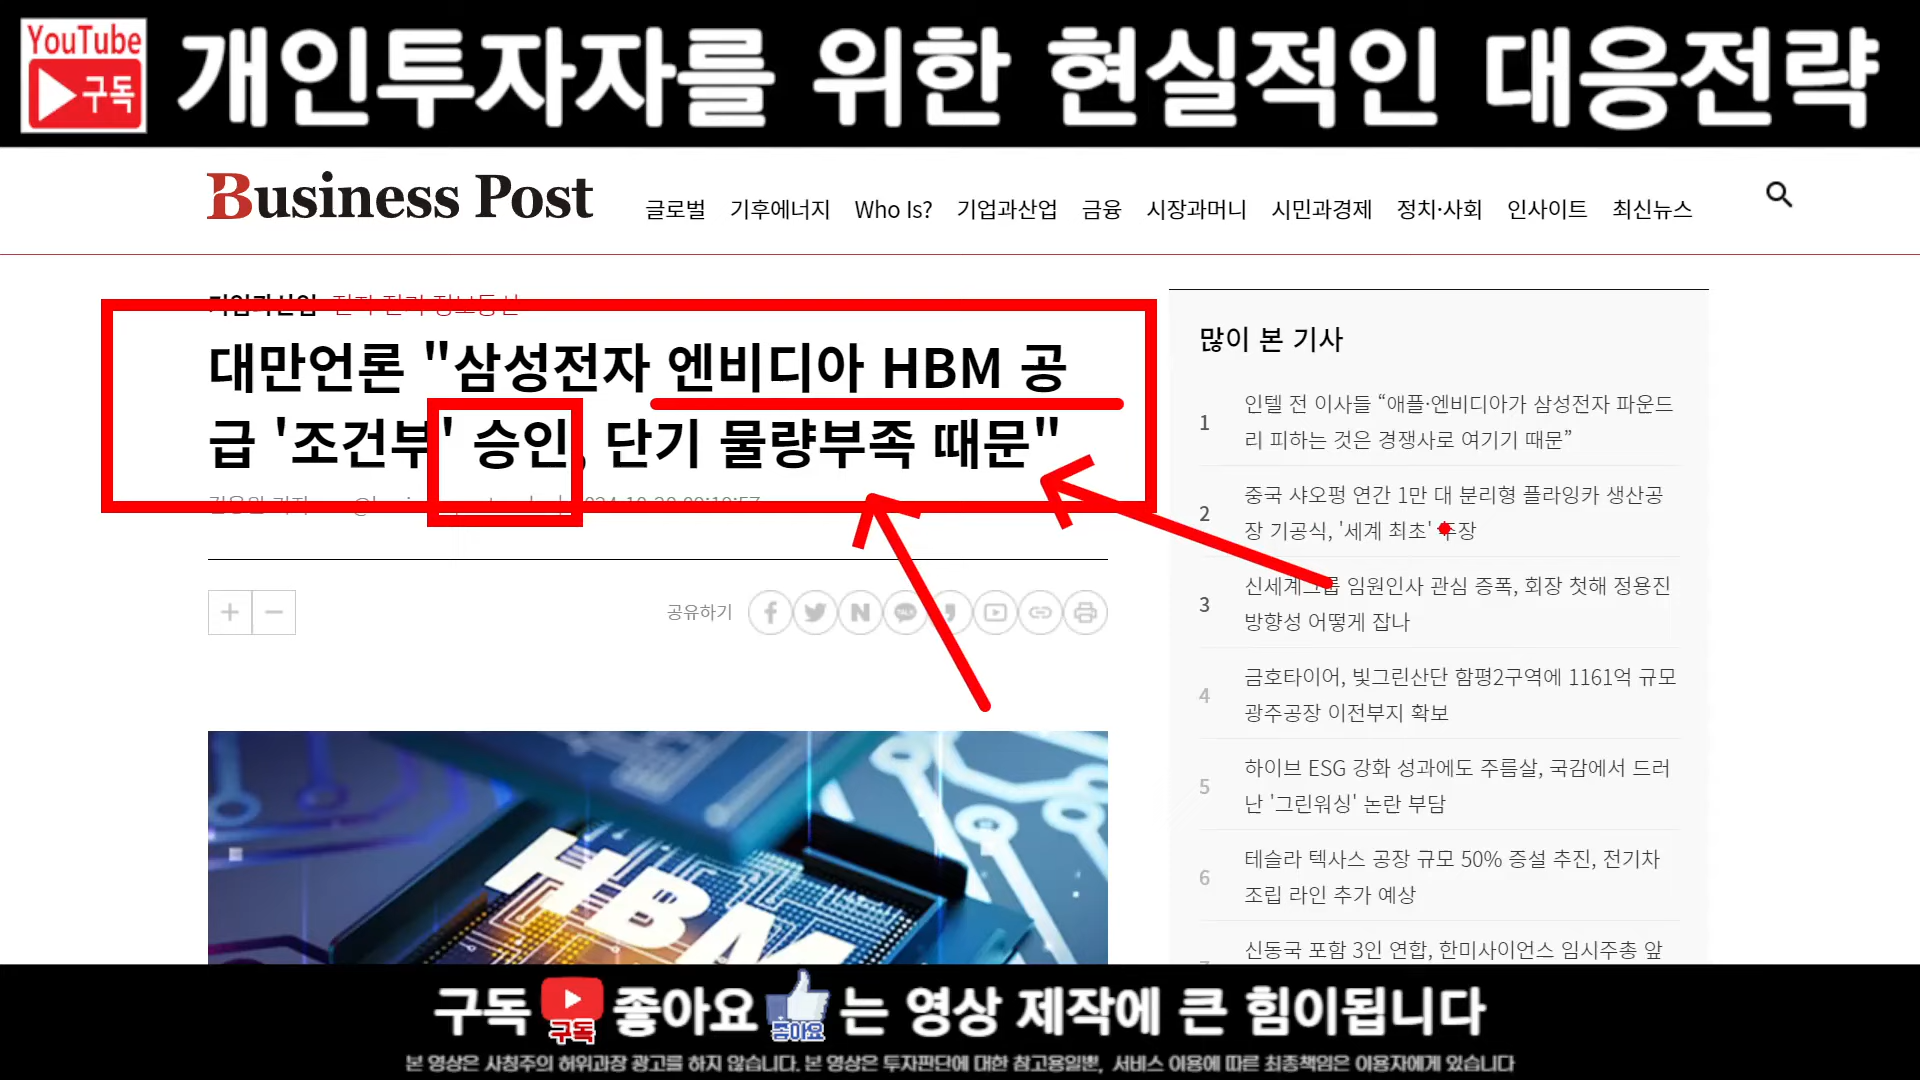 YouTube
구독
개인투자자를 위한 현실적인 대응전략
Business Post
글로벌 기후에너지 Who Is? 기업과산업 금융 시장과머니 시민과경제 정치·사회 인사이트 최신뉴스
대만언론 "삼성전자 엔비디아 HBM 공
급 '조건부' 승인, 단기 물량부족 때문"
공유하기
TALK
HBM
많이 본 기사
1 인텔 전 이사들 “애플·엔비디아가 삼성전자 파운드
리 피하는 것은 경쟁사로 여기기 때문”
2 중국 샤오펑 연간 1만 대 분리형 플라잉카 생산공
장 기공식, '세계 최초' 주장
3 신세계그룹 임원인사 관심 증폭, 회장 첫해 정용진
방향성 어떻게 잡나
4 금호타이어, 빛그린산단 함평2구역에 1161억 규모
광주공장 이전부지 확보
5 하이브 ESG 강화 성과에도 주름살, 국감에서 드러
난 '그린워싱' 논란 부담
6 테슬라 텍사스 공장 규모 50% 증설 추진, 전기차
조립 라인 추가 예상
신동국 포함 3인 연합, 한미사이언스 임시주총 앞
구독 구독 좋아요 좋아요 는 영상 제작에 큰 힘이됩니다
본 영상은 사칭주의 허위과장 광고를 하지 않습니다. 본 영상은 투자판단에 대한 참고용일뿐, 서비스 이용에 따른 최종책임은 이용자에게 있습니다